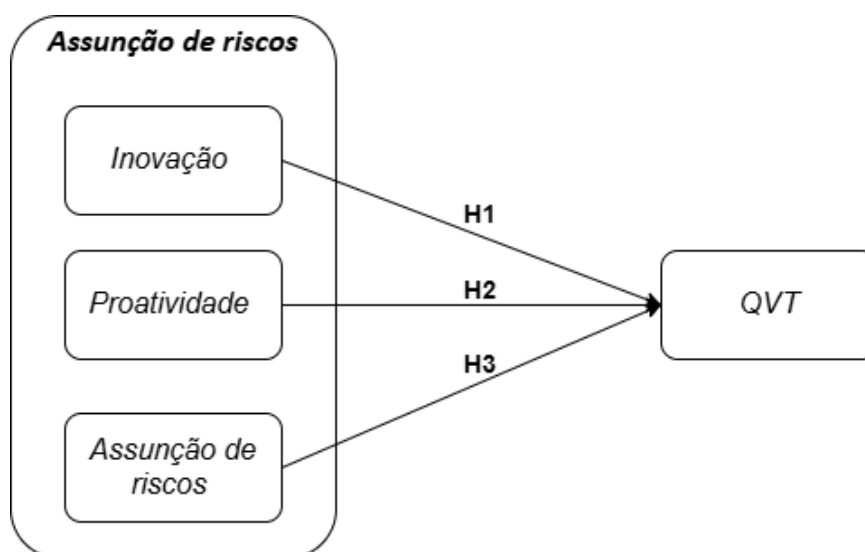 Assunção de riscos
Inovação
H1
Proatividade
H2
QVT
H3
Assunção de
riscos